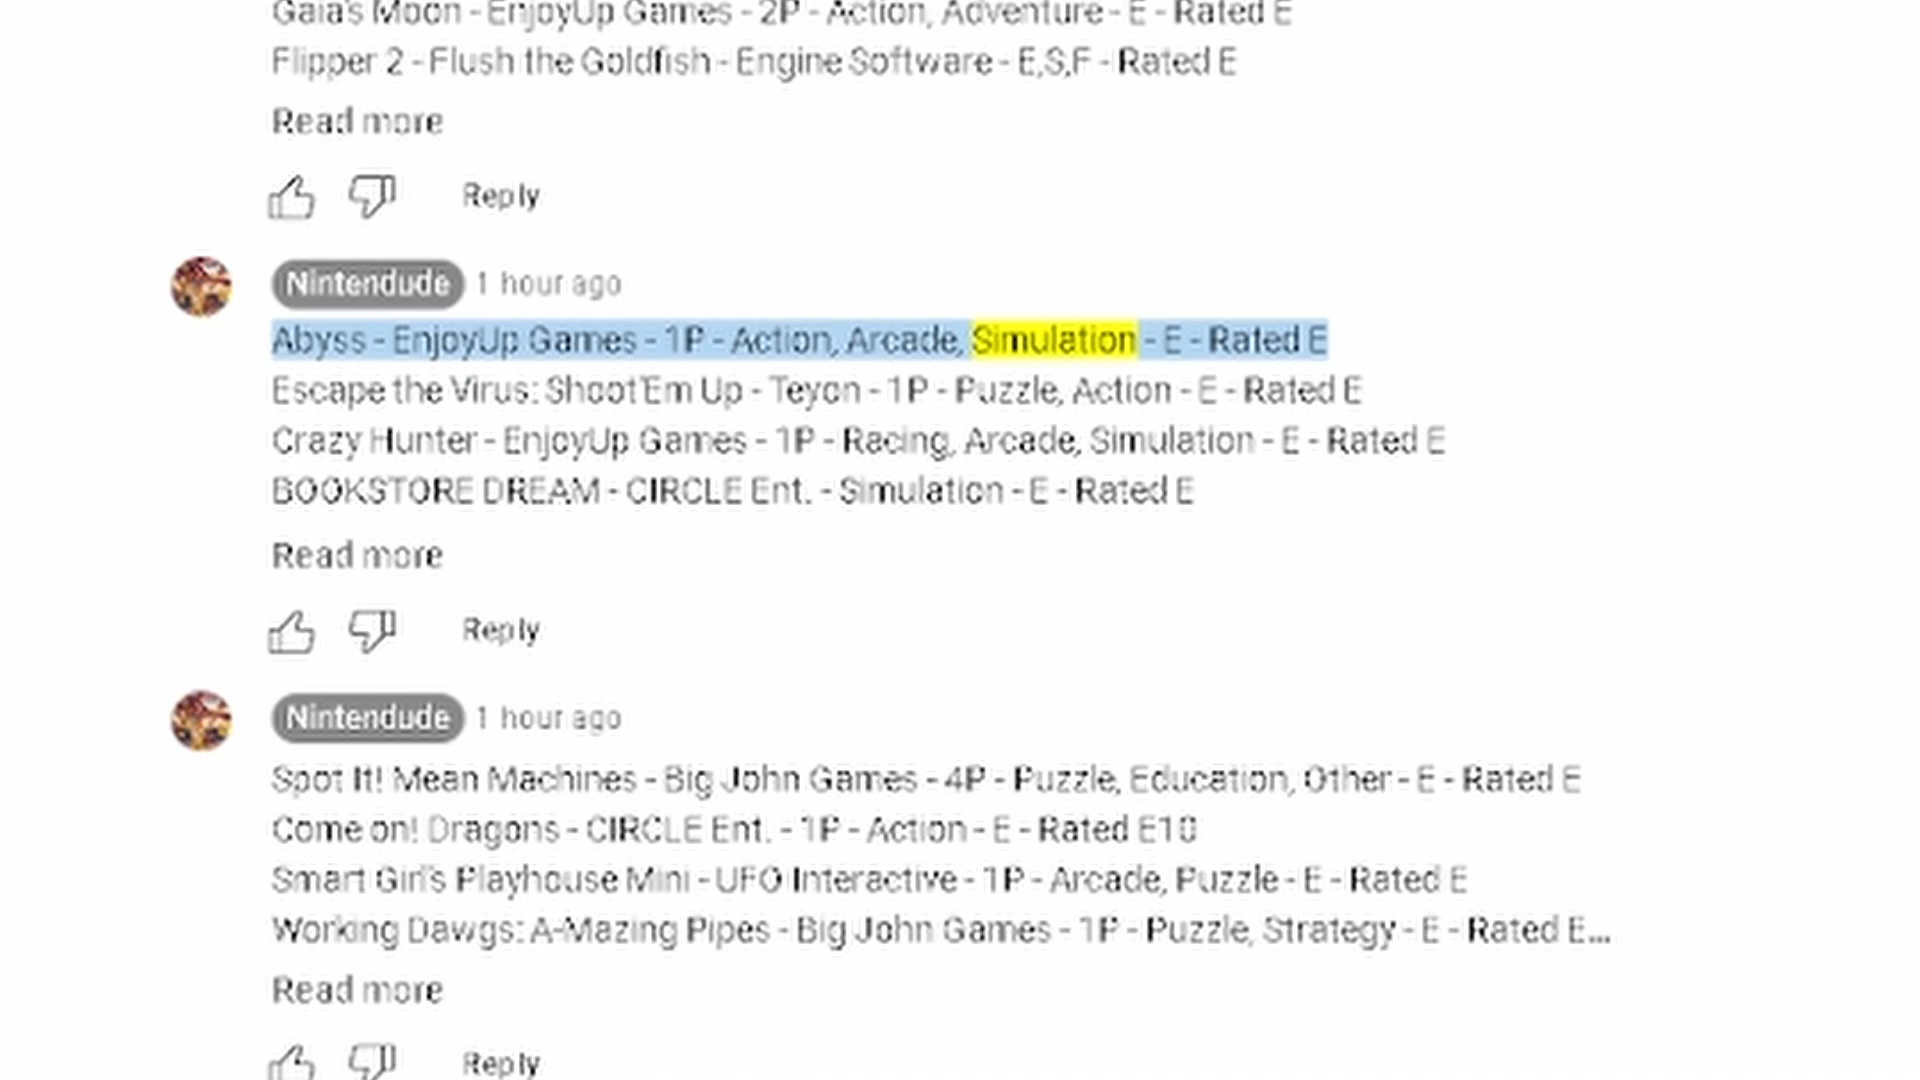 Gaia's Moon - EnjoyUp Games - 2P - Action, Adventure - E - Rated E
Flipper 2 - Flush the Goldfish - Engine Software - E,S,F - Rated E
Read more
Reply
Nintendude 1 hour ago
Abyss - EnjoyUp Games - 1P - Action, Arcade, Simulation - E - Rated E
Escape the Virus: Shoot'Em Up - Teyon - 1P - Puzzle, Action - E - Rated E
Crazy Hunter - EnjoyUp Games - 1P - Racing, Arcade, Simulation - E - Rated E
BOOKSTORE DREAM - CIRCLE Ent. - Simulation - E - Rated E
Read more
Reply
Nintendude 1 hour ago
Spot It! Mean Machines - Big John Games - 4P - Puzzle, Education, Other - E - Rated E
Come on! Dragons - CIRCLE Ent. - 1P - Action - E - Rated E10
Smart Girl's Playhouse Mini - UFO Interactive - 1P - Arcade, Puzzle - E - Rated E
Working Dawgs: A-Mazing Pipes - Big John Games - 1P - Puzzle, Strategy - E - Rated E...
Read more
Reply